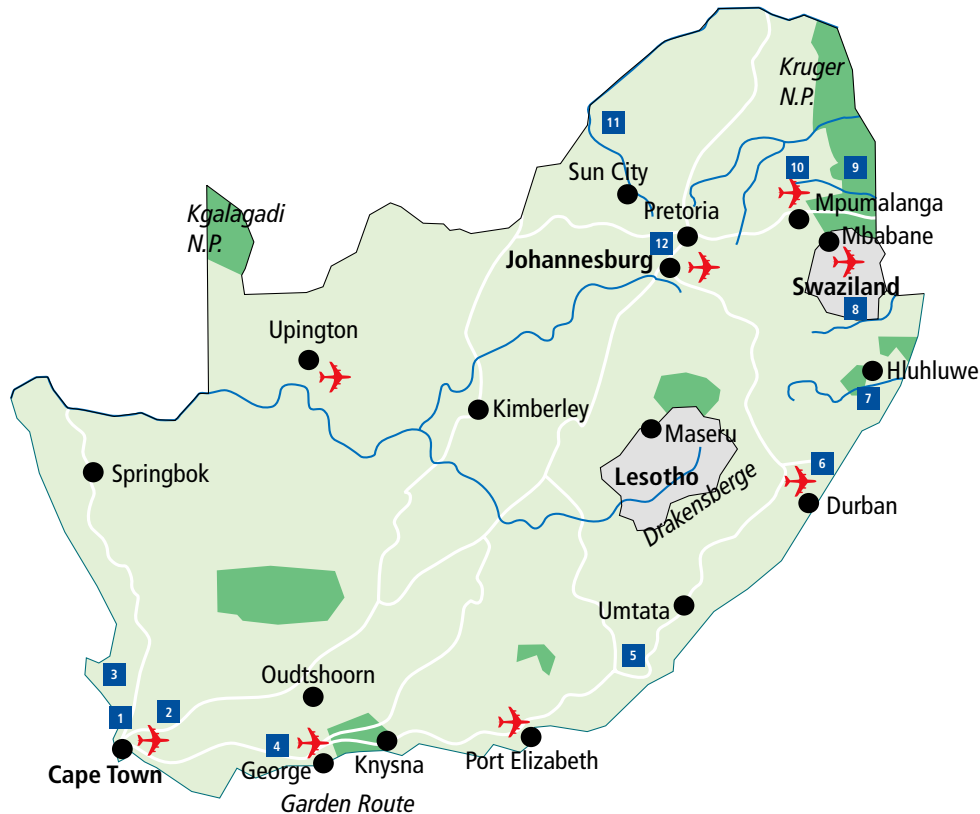 Kruger
N.P.
11
10
9
Sun City
Kgalagadi
N.P.
Pretoria
Mpumalanga
12
Mbabane
Johannesburg
Swaziland
8
Upington
Hluhluwe
7
Kimberley
Maseru
6
Springbok
Lesotho
Drakensberge
Durban
Umtata
5
3
Oudtshoorn
1
2
4
Cape Town
George
Knysna
Port Elizabeth
Garden Route